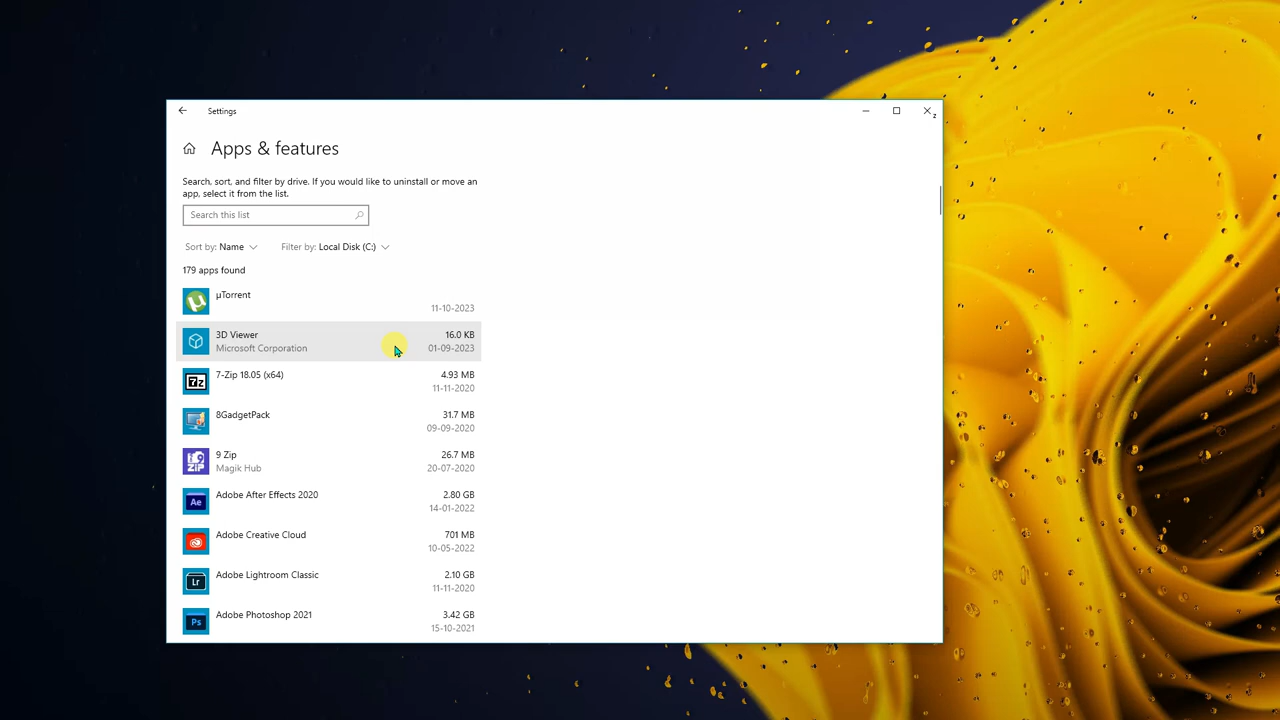 Settings
Apps & features
Search, sort, and filter by drive. If you would like to uninstall or move an
app, select it from the list.
Search this list
Sort by: Name
Filter by: Local Disk (C:)
179 apps found
µTorrent
11-10-2023
3D Viewer
16.0 KB
Microsoft Corporation
01-09-2023
7z
7-Zip 18.05 (x64)
4.93 MB
11-11-2020
8GadgetPack
31.7 MB
09-09-2020
9 ZIP
9 Zip
26.7 MB
Magik Hub
20-07-2020
Ae
Adobe After Effects 2020
2.80 GB
14-01-2022
Adobe Creative Cloud
701 MB
10-05-2022
Lr
Adobe Lightroom Classic
2.10 GB
11-11-2020
Ps
Adobe Photoshop 2021
3.42 GB
15-10-2021